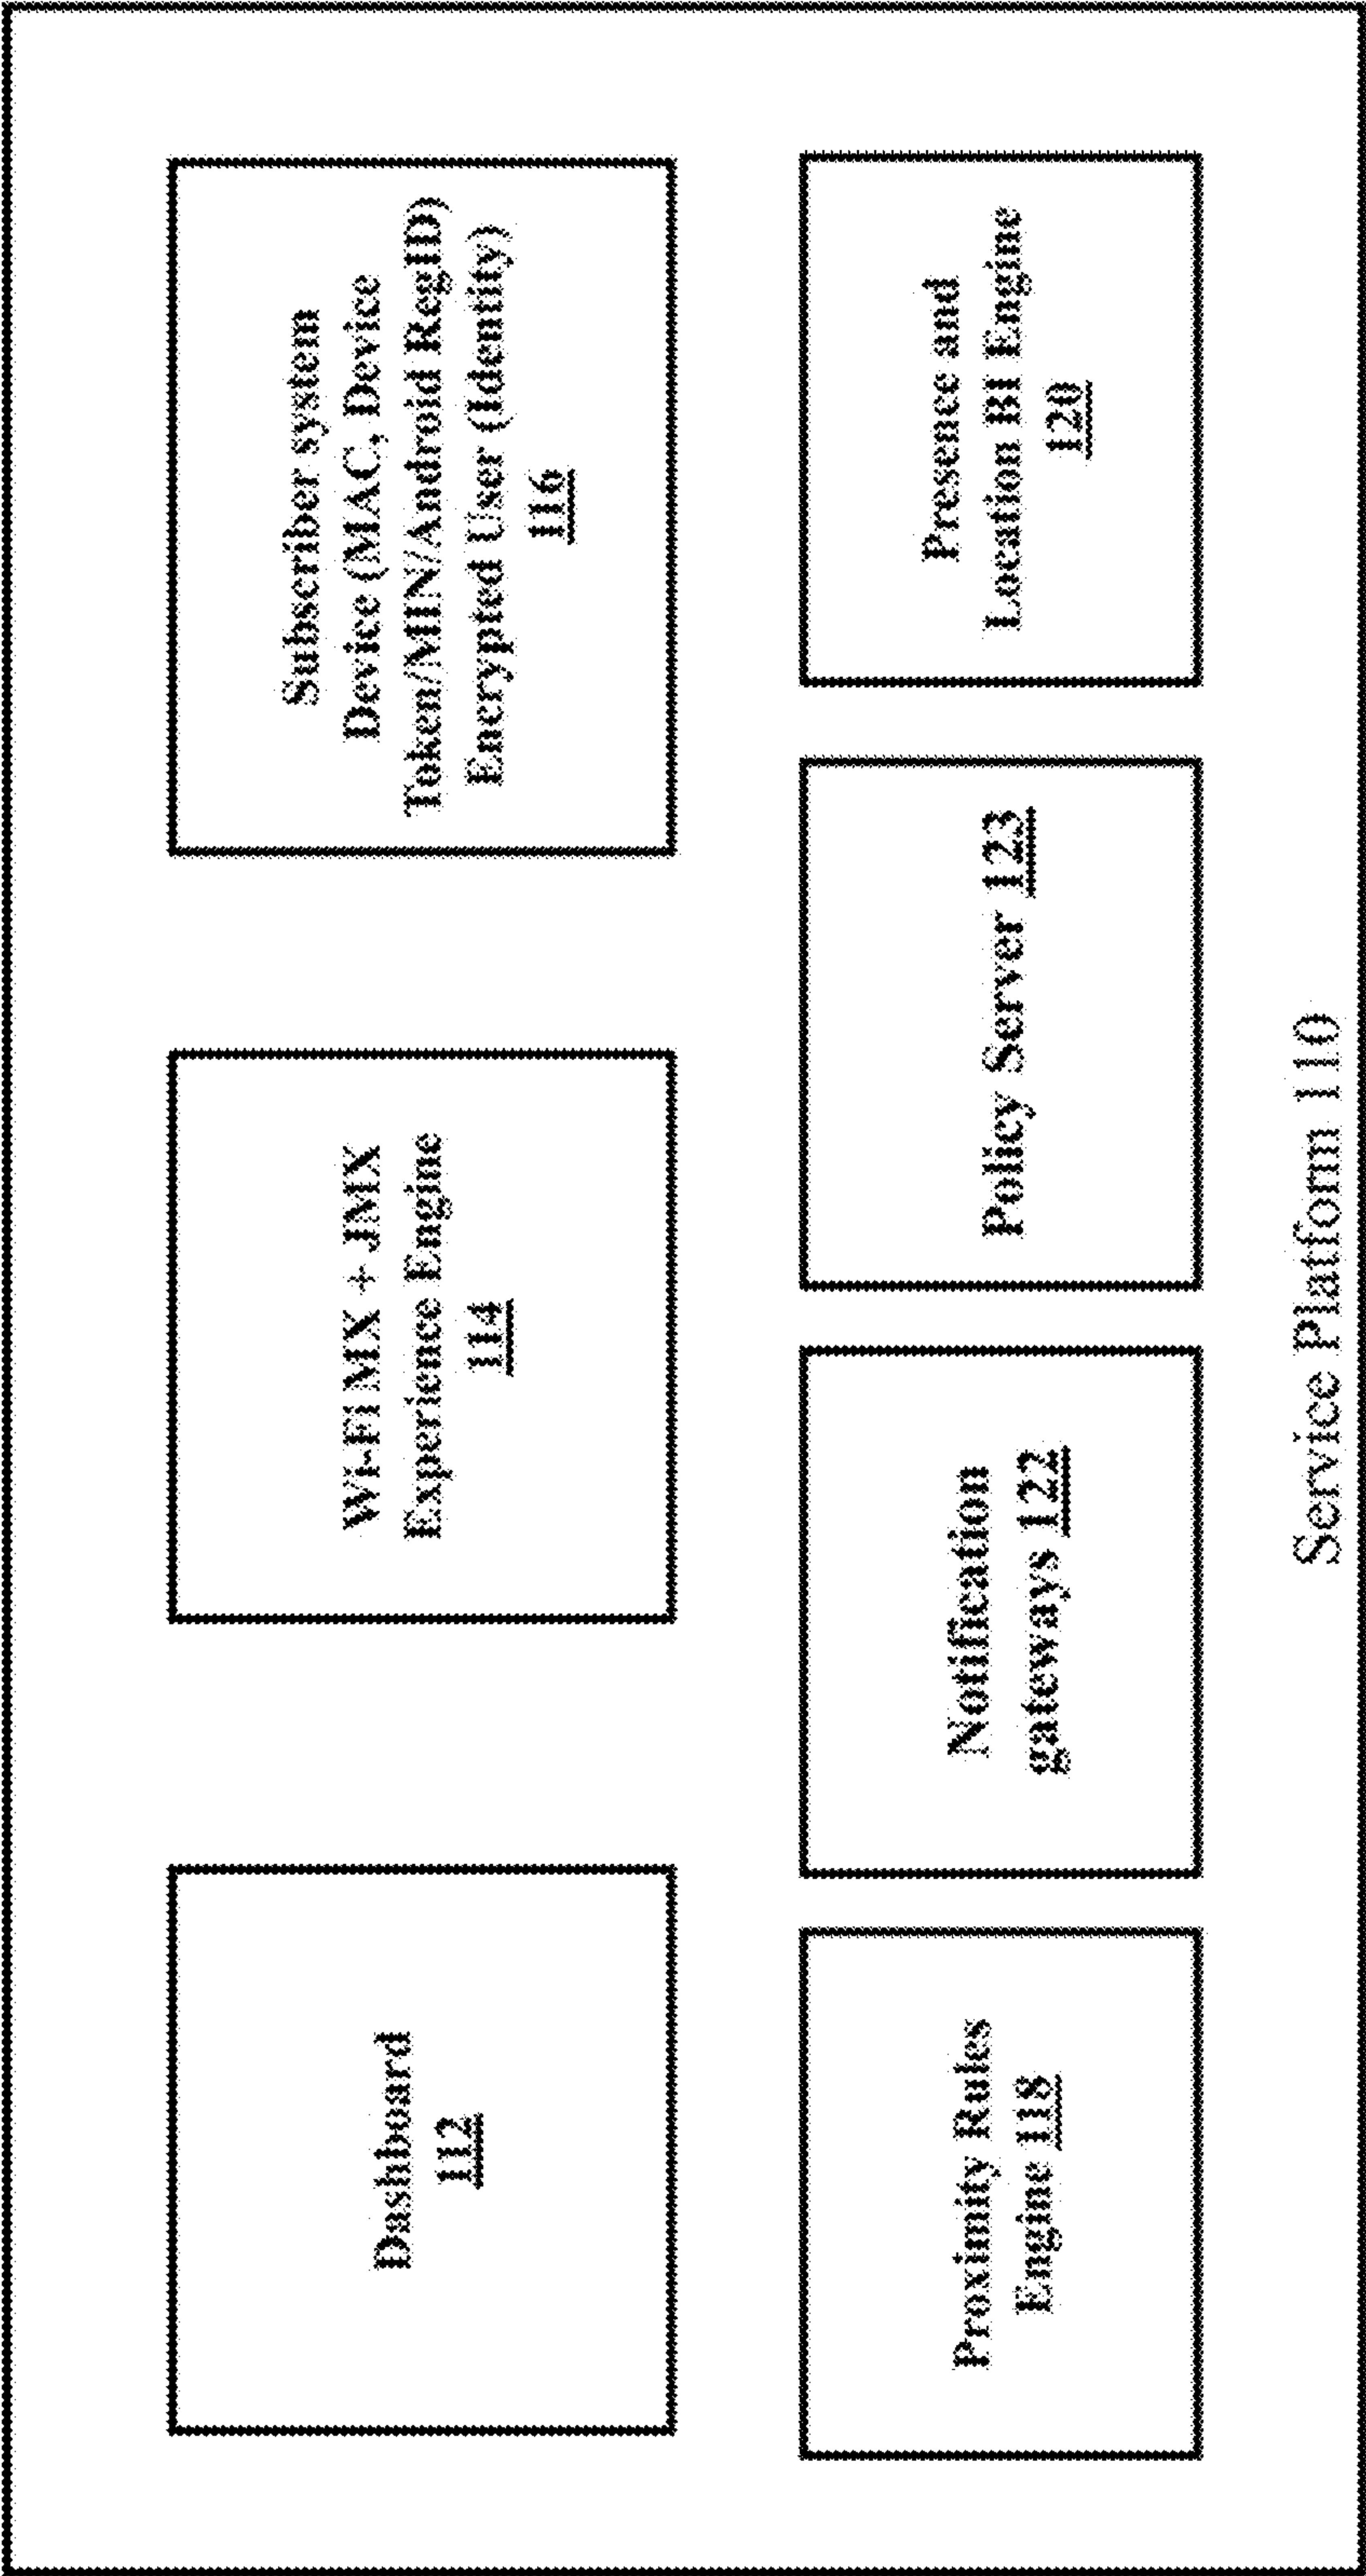 Dashboard
112
Wi-Fi MX + JMX
Experience Engine
114
Subscriber system
Device (MAC, Device
Token/MIN/Android RegID)
Encrypted User (Identity)
116
Proximity Rules
Engine 118
Notification
gateways 122
Policy Server 123
Presence and
Location BI Engine
120
Service Platform 110